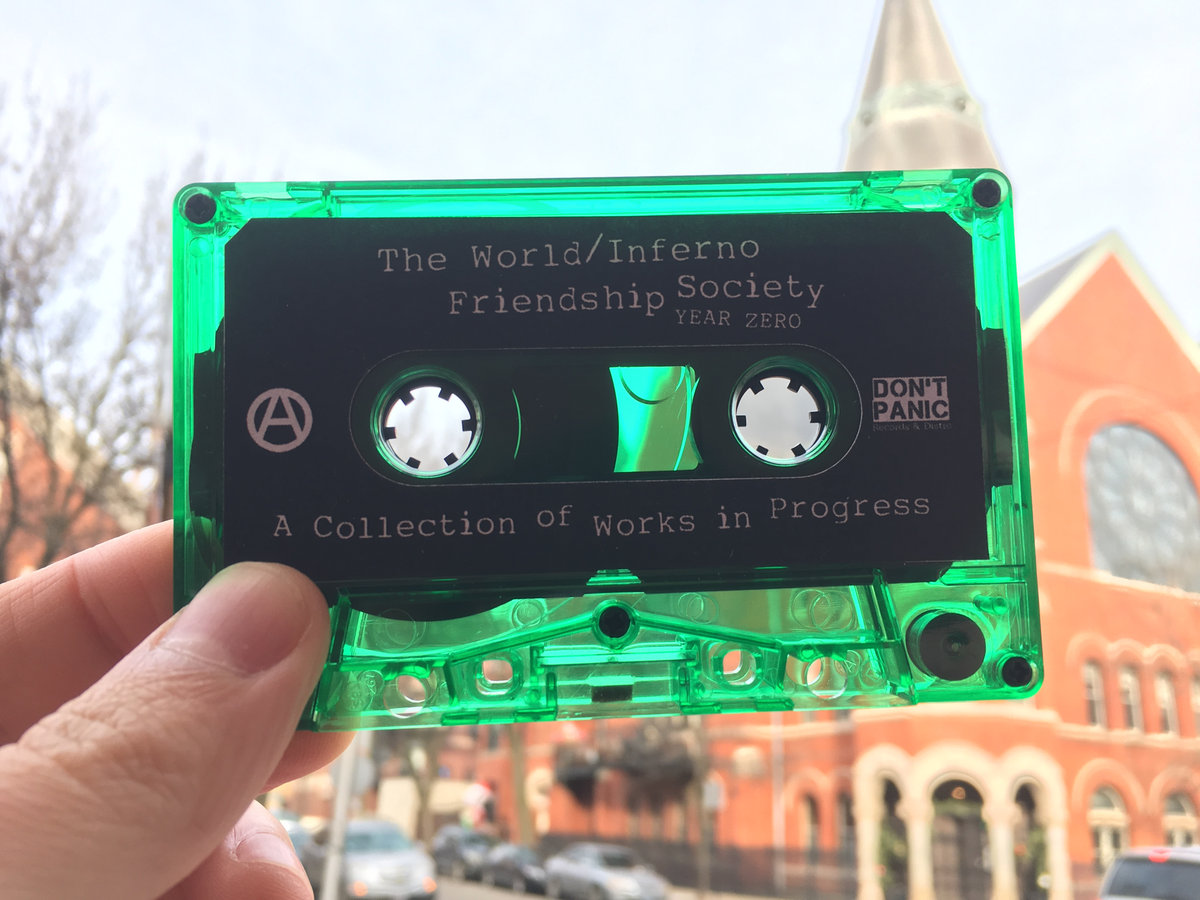 The World/Inferno
Friendship Society
YEAR ZERO
A
DON'T
PANIC
Records & Distro
A Collection of Works in Progress